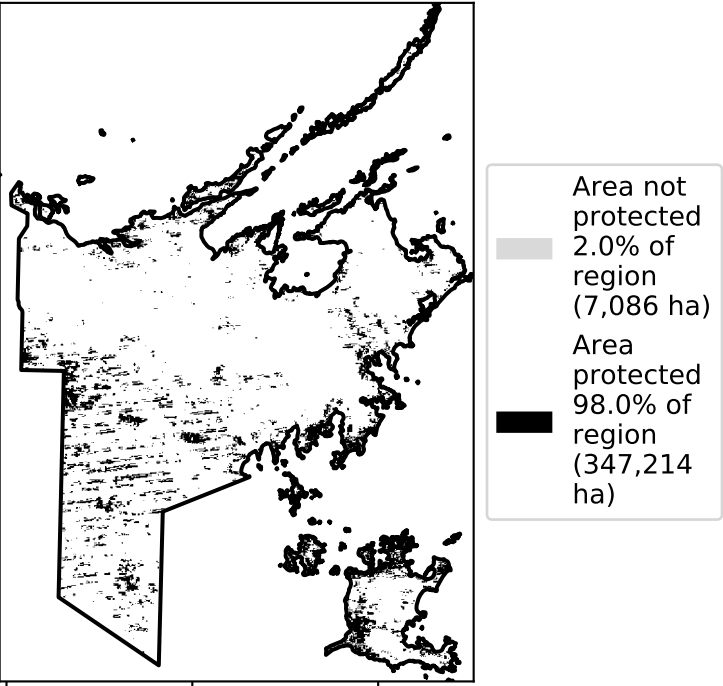 Area not
protected
2.0% of
region
(7,086 ha)
Area
protected
98.0% of
region
(347,214
ha)